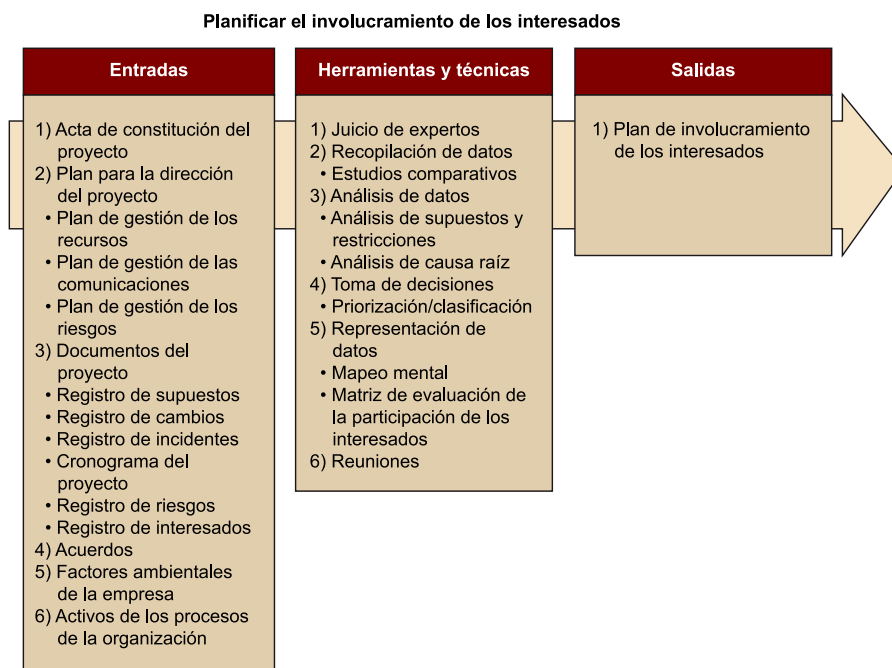 Planificar el involucramiento de los interesados
Entradas
1) Acta de constitución del
proyecto
2) Plan para la dirección
del proyecto
• Plan de gestión de los
recursos
• Plan de gestión de las
comunicaciones
• Plan de gestión de los
riesgos
3) Documentos del
proyecto
• Registro de supuestos
• Registro de cambios
• Registro de incidentes
• Cronograma del
proyecto
• Registro de riesgos
• Registro de interesados
4) Acuerdos
5) Factores ambientales
de la empresa
6) Activos de los procesos
de la organización
Herramientas y técnicas
1) Juicio de expertos
2) Recopilación de datos
• Estudios comparativos
3) Análisis de datos
• Análisis de supuestos y
restricciones
• Análisis de causa raíz
4) Toma de decisiones
• Priorización/clasificación
5) Representación de
datos
• Mapeo mental
• Matriz de evaluación de
la participación de los
interesados
6) Reuniones
Salidas
1) Plan de involucramiento
de los interesados